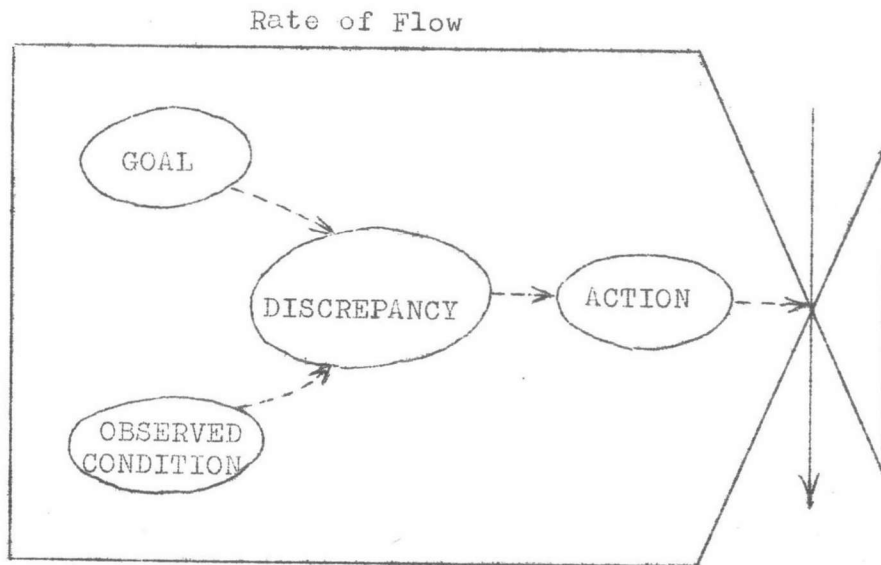 Rate of Flow
GOAL
DISCREPANCY
ACTION
OBSERVED
CONDITION